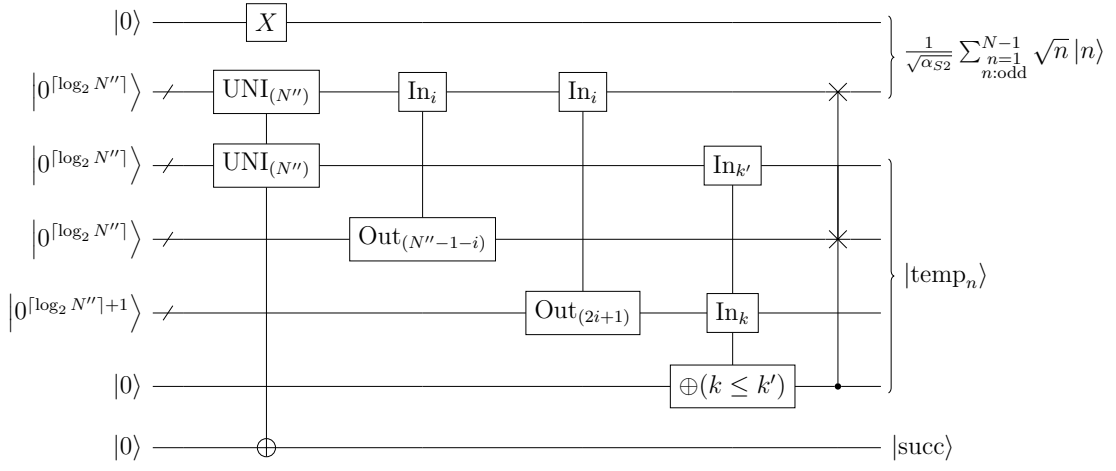 |0⟩ X
1/√α_{S2} ∑_{n=1, n:odd}^{N−1} √n |n⟩
|0^{⌈log₂ N''⌉}⟩ UNI_{(N'')} In_i In_i
|0^{⌈log₂ N''⌉}⟩ UNI_{(N'')} In_{k'}
|0^{⌈log₂ N''⌉}⟩ Out_{(N''−1−i)}
|temp_n⟩
|0^{⌈log₂ N''⌉+1}⟩ Out_{(2i+1)} In_k
|0⟩ ⊕(k ≤ k')
|0⟩ |succ⟩